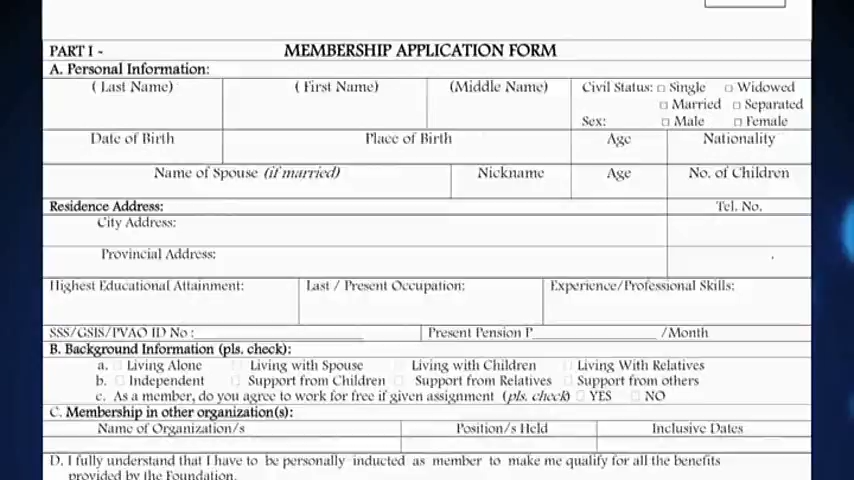 PART I - MEMBERSHIP APPLICATION FORM
A. Personal Information:
( Last Name) ( First Name) (Middle Name) Civil Status: □ Single □ Widowed
□ Married □ Separated
Sex: □ Male □ Female
Date of Birth Place of Birth Age Nationality
Name of Spouse (if married) Nickname Age No. of Children
Residence Address: Tel. No.
City Address:
Provincial Address:
Highest Educational Attainment: Last / Present Occupation: Experience/Professional Skills:
SSS/GSIS/PVAO ID No :____________________ Present Pension P________________ /Month
B. Background Information (pls. check):
a. □ Living Alone □ Living with Spouse □ Living with Children □ Living With Relatives
b. □ Independent □ Support from Children □ Support from Relatives □ Support from others
c. As a member, do you agree to work for free if given assignment (pls. check) □ YES □ NO
C. Membership in other organization(s):
Name of Organization/s Position/s Held Inclusive Dates
D. I fully understand that I have to be personally inducted as member to make me qualify for all the benefits
provided by the Foundation.